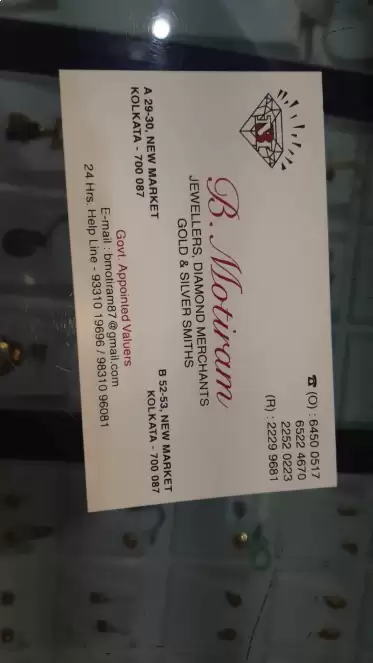 ☎ (O) : 6450 0517
6522 4670
2252 0223
(R) : 2229 9681
B. Motiram
JEWELLERS, DIAMOND MERCHANTS
GOLD & SILVER SMITHS
A 29-30, NEW MARKET
KOLKATA - 700 087
B 52-53, NEW MARKET
KOLKATA - 700 087
Govt. Appointed Valuers
E-mail : bmotiram87@gmail.com
24 Hrs. Help Line - 93310 19696 / 98310 96081